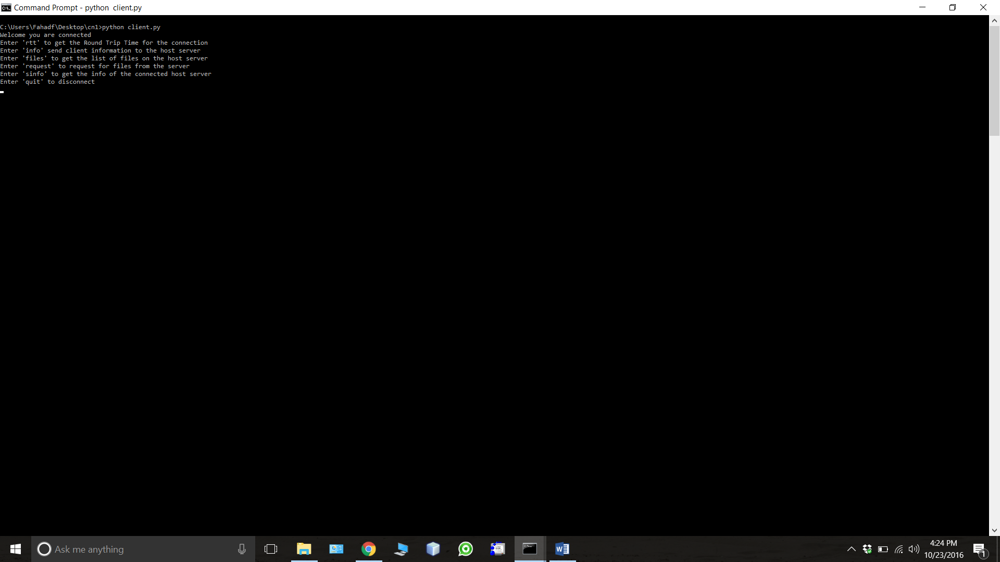 Command Prompt - python  client.py
C:\Users\Fahadf\Desktop\cn1>python client.py
Welcome you are connected
Enter 'rtt' to get the Round Trip Time for the connection
Enter 'info' send client information to the host server
Enter 'files' to get the list of files on the host server
Enter 'request' to request for files from the server
Enter 'sinfo' to get the info of the connected host server
Enter 'quit' to disconnect
Ask me anything
4:24 PM
10/23/2016
1